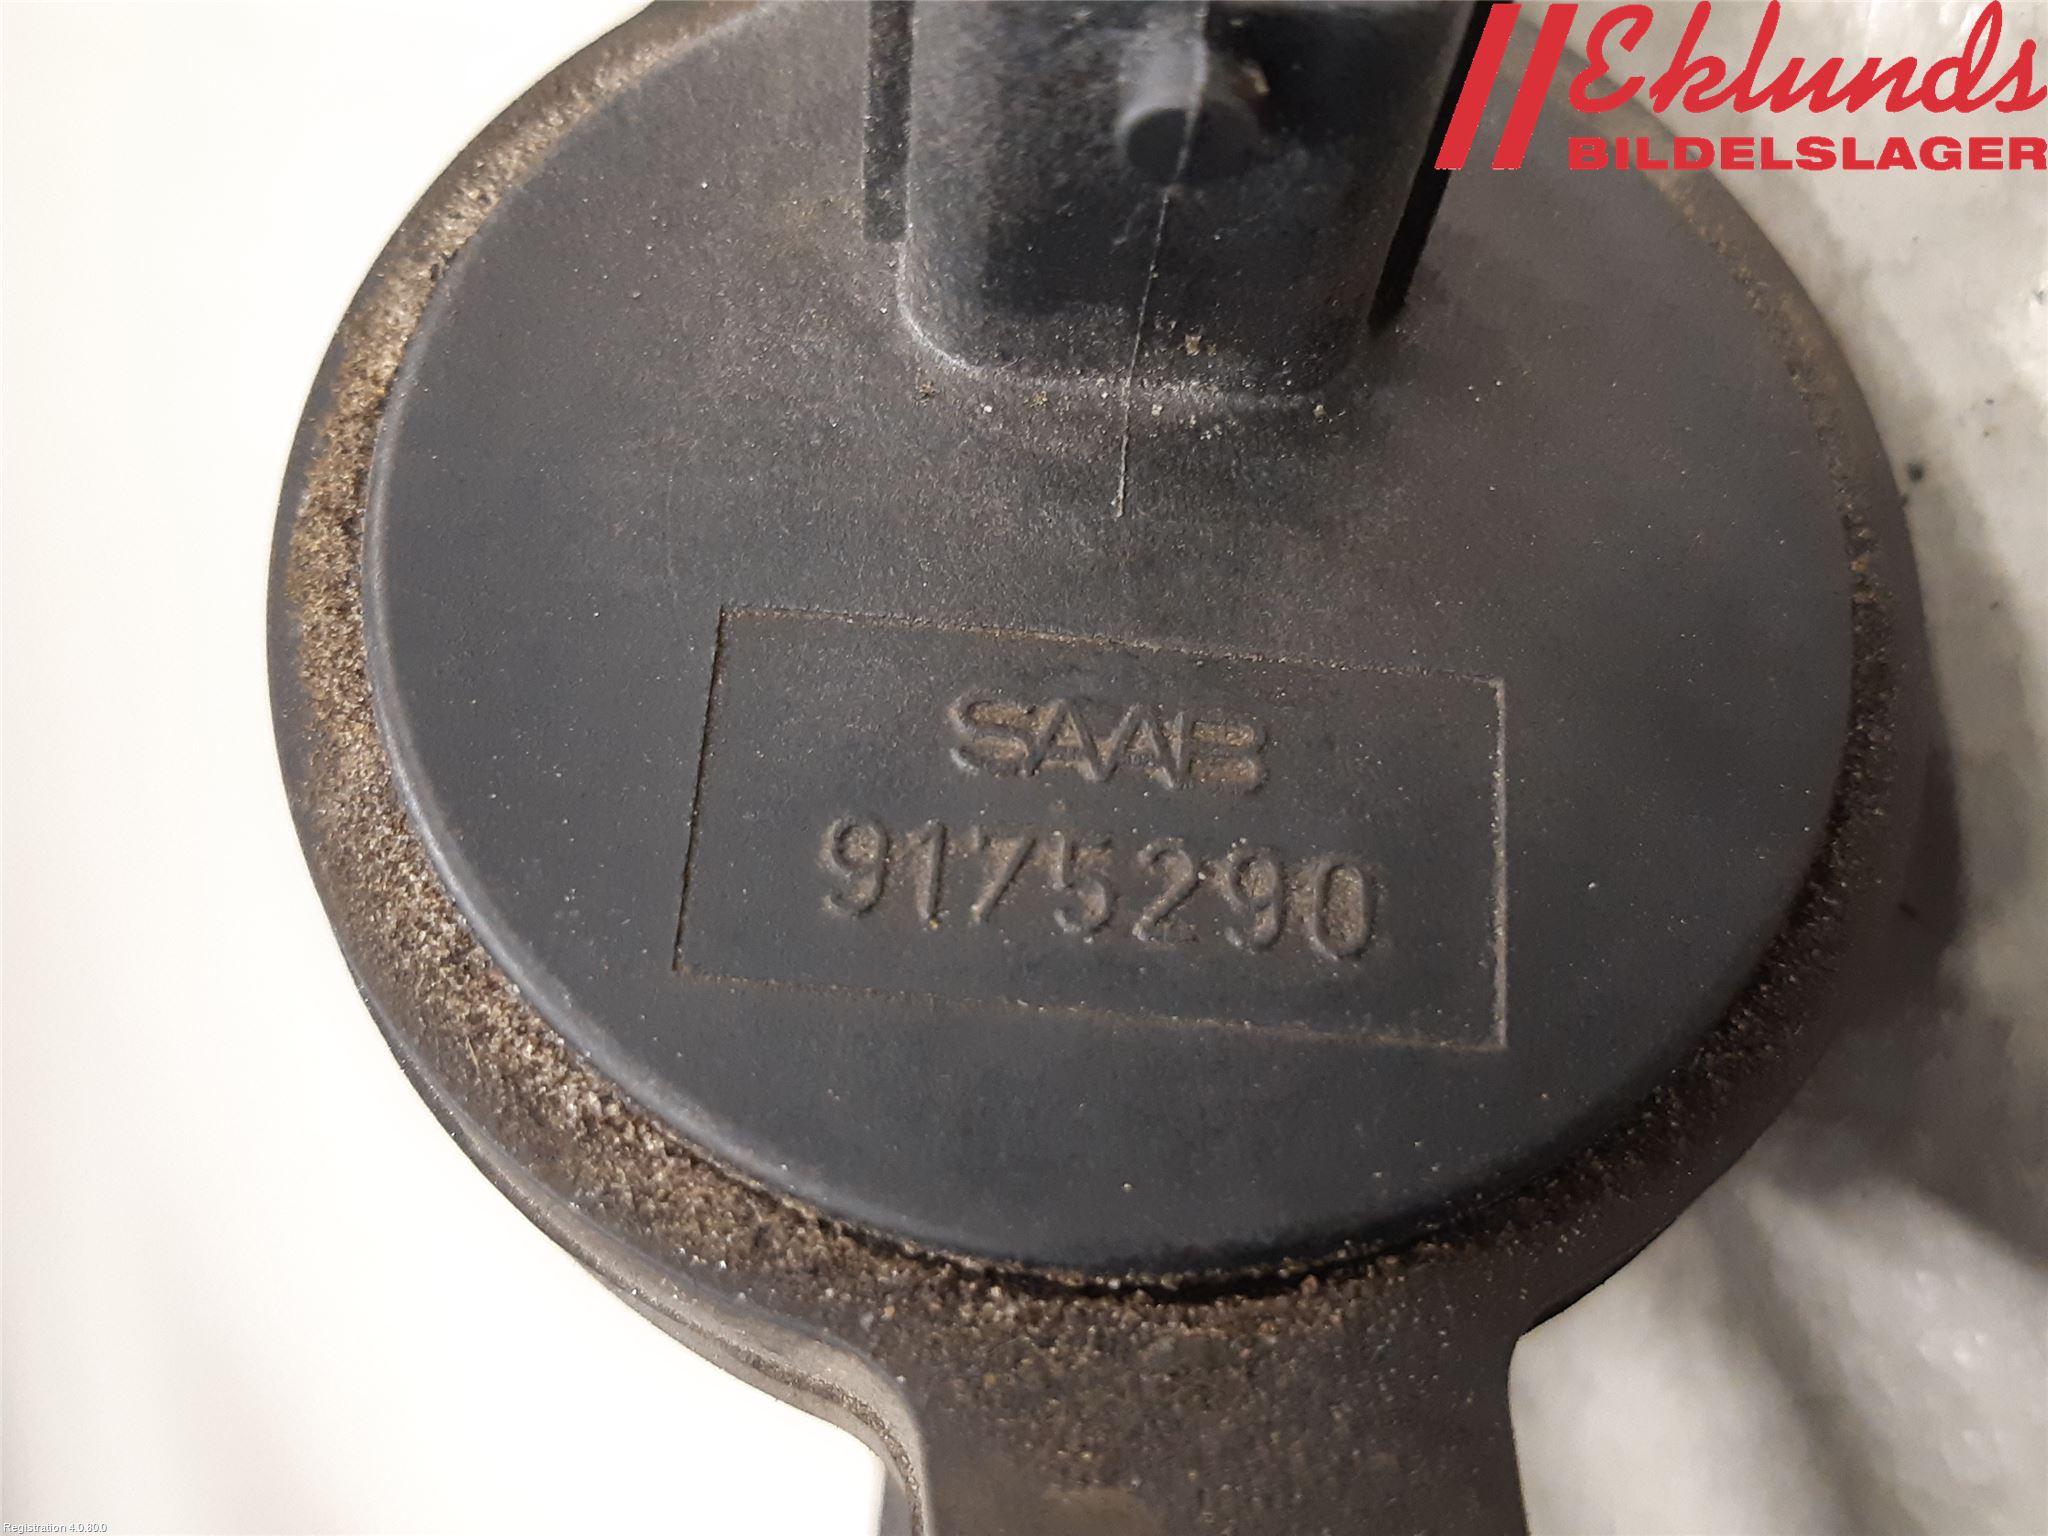 Eklunds
BILDELSLAGER
SAAB
9175290
Registration 4.0.80.0